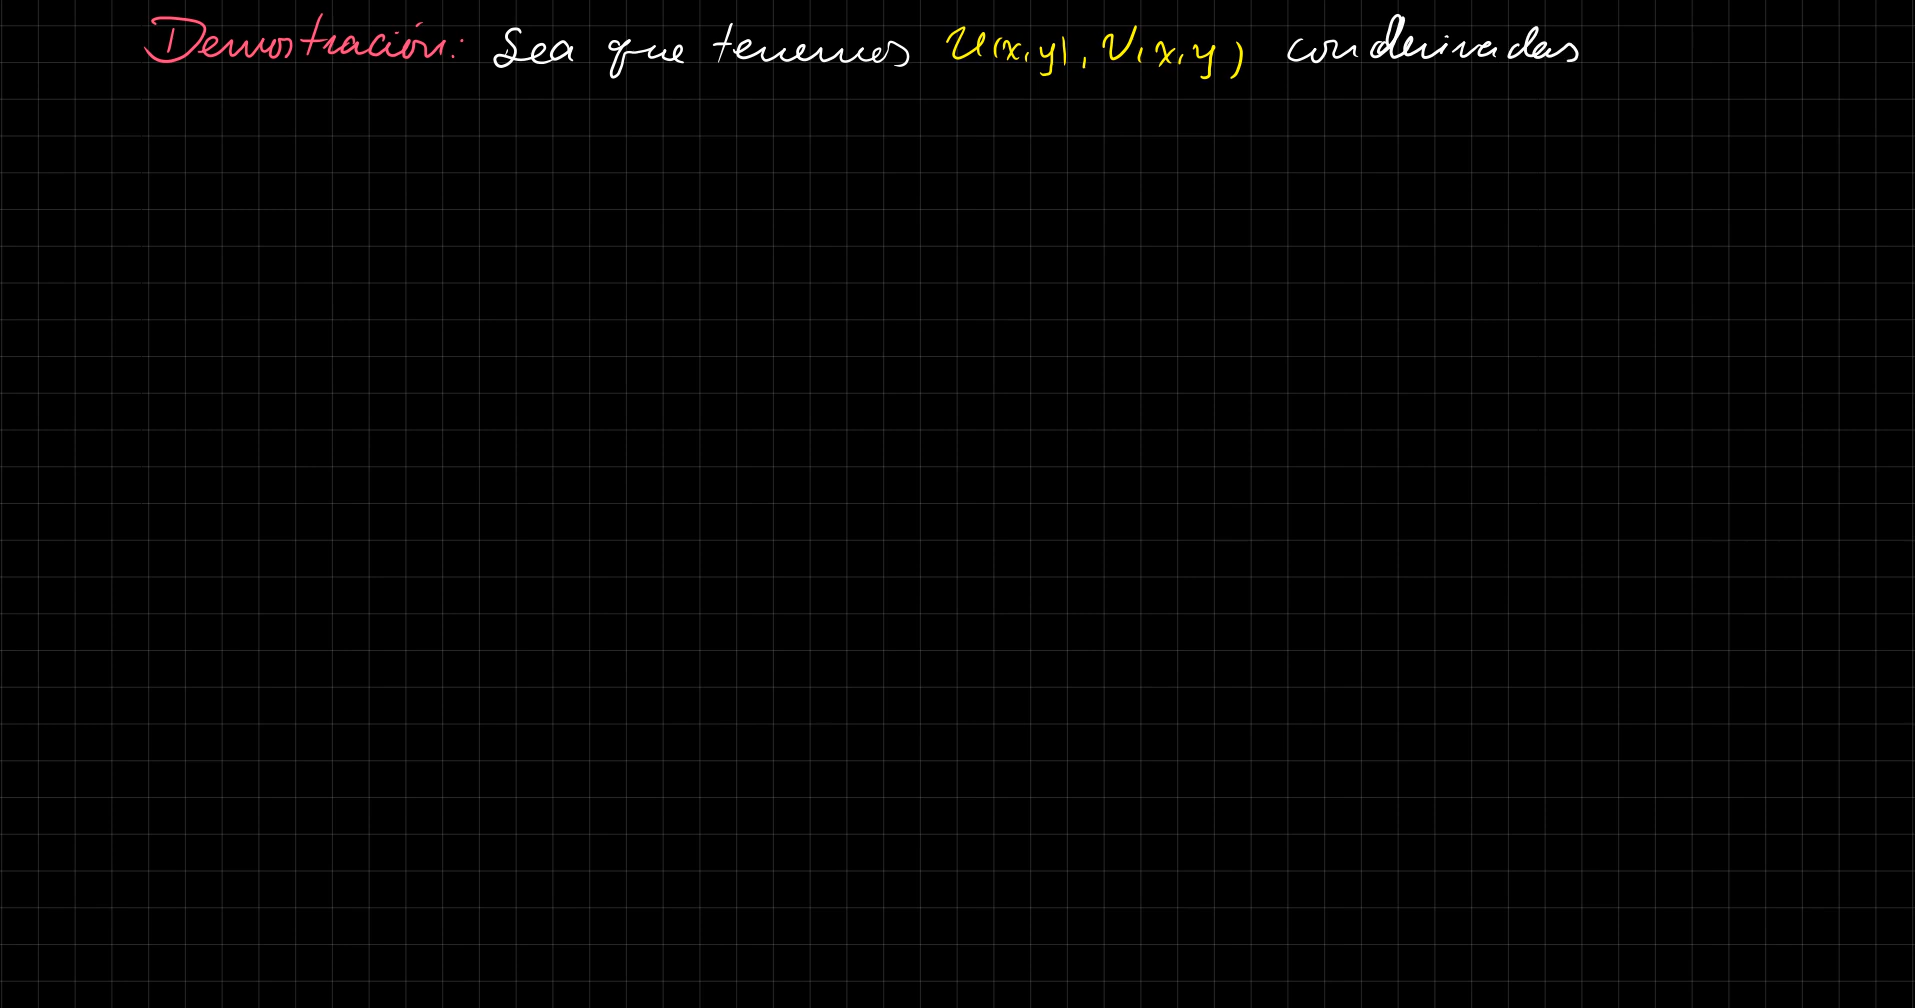 Demostración: Sea que tenemos U(x,y), V(x,y) con derivadas